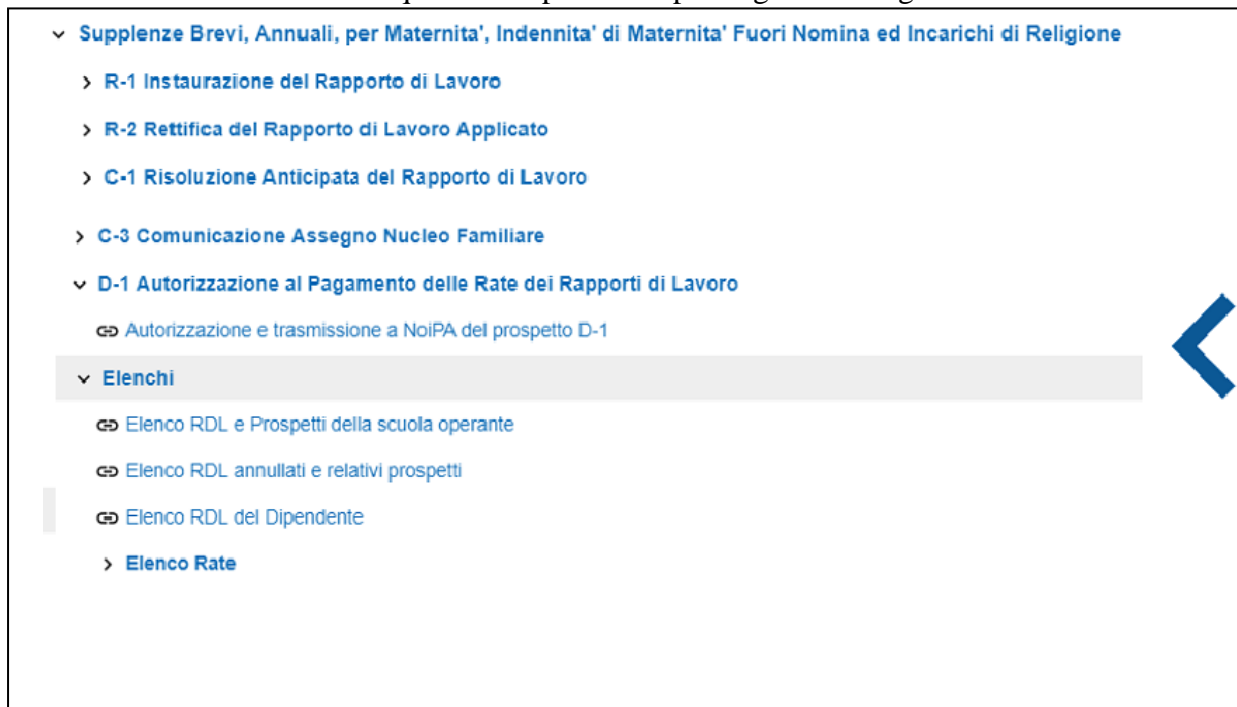 Supplenze Brevi, Annuali, per Maternita', Indennita' di Maternita' Fuori Nomina ed Incarichi di Religione
R-1 Instaurazione del Rapporto di Lavoro
R-2 Rettifica del Rapporto di Lavoro Applicato
C-1 Risoluzione Anticipata del Rapporto di Lavoro
C-3 Comunicazione Assegno Nucleo Familiare
D-1 Autorizzazione al Pagamento delle Rate dei Rapporti di Lavoro
Autorizzazione e trasmissione a NoiPA del prospetto D-1
Elenchi
Elenco RDL e Prospetti della scuola operante
Elenco RDL annullati e relativi prospetti
Elenco RDL del Dipendente
Elenco Rate